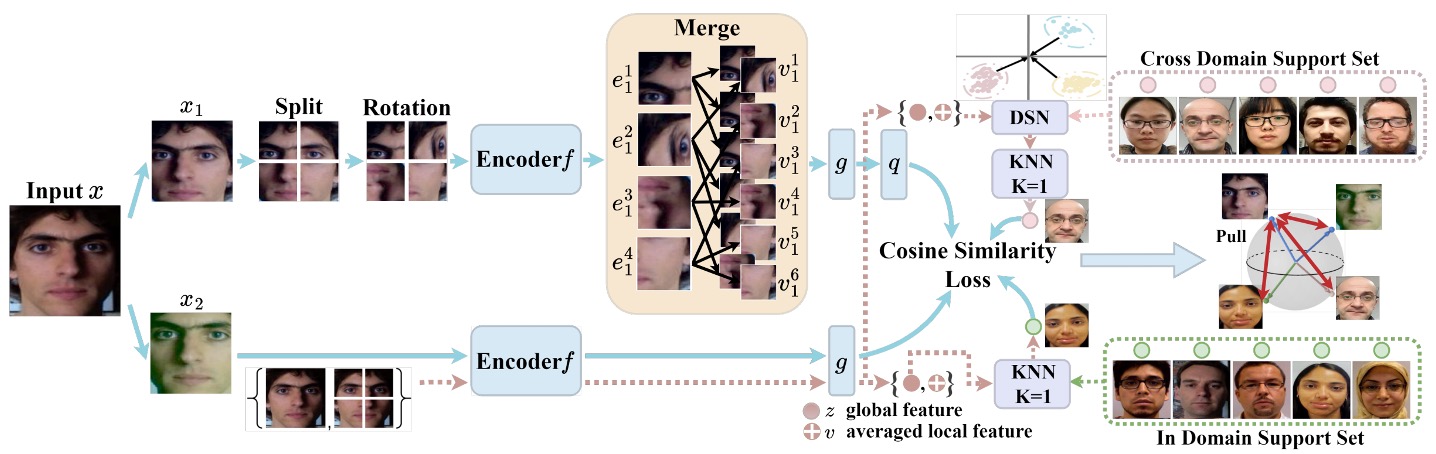 Merge
Cross Domain Support Set
e_1^1
v_1^1
x_1
Split
Rotation
e_1^2
v_1^2
{ , }
DSN
Input x
Encoderf
v_1^3
g
q
KNN
K=1
e_1^3
v_1^4
Pull
e_1^4
v_1^5
Cosine Similarity
Loss
v_1^6
x_2
Encoderf
g
{ , }
KNN
K=1
{ , }
z global feature
v averaged local feature
In Domain Support Set